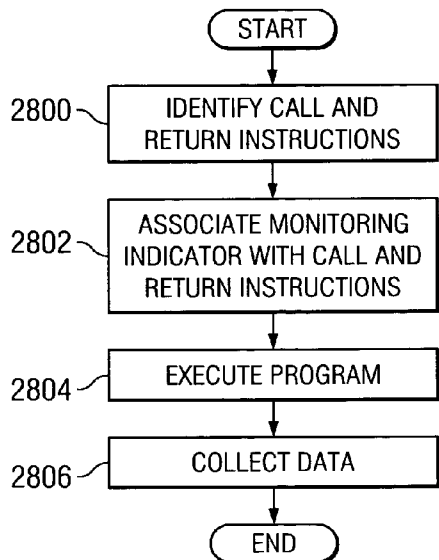 START
2800
IDENTIFY CALL AND
RETURN INSTRUCTIONS
2802
ASSOCIATE MONITORING
INDICATOR WITH CALL AND
RETURN INSTRUCTIONS
2804
EXECUTE PROGRAM
2806
COLLECT DATA
END